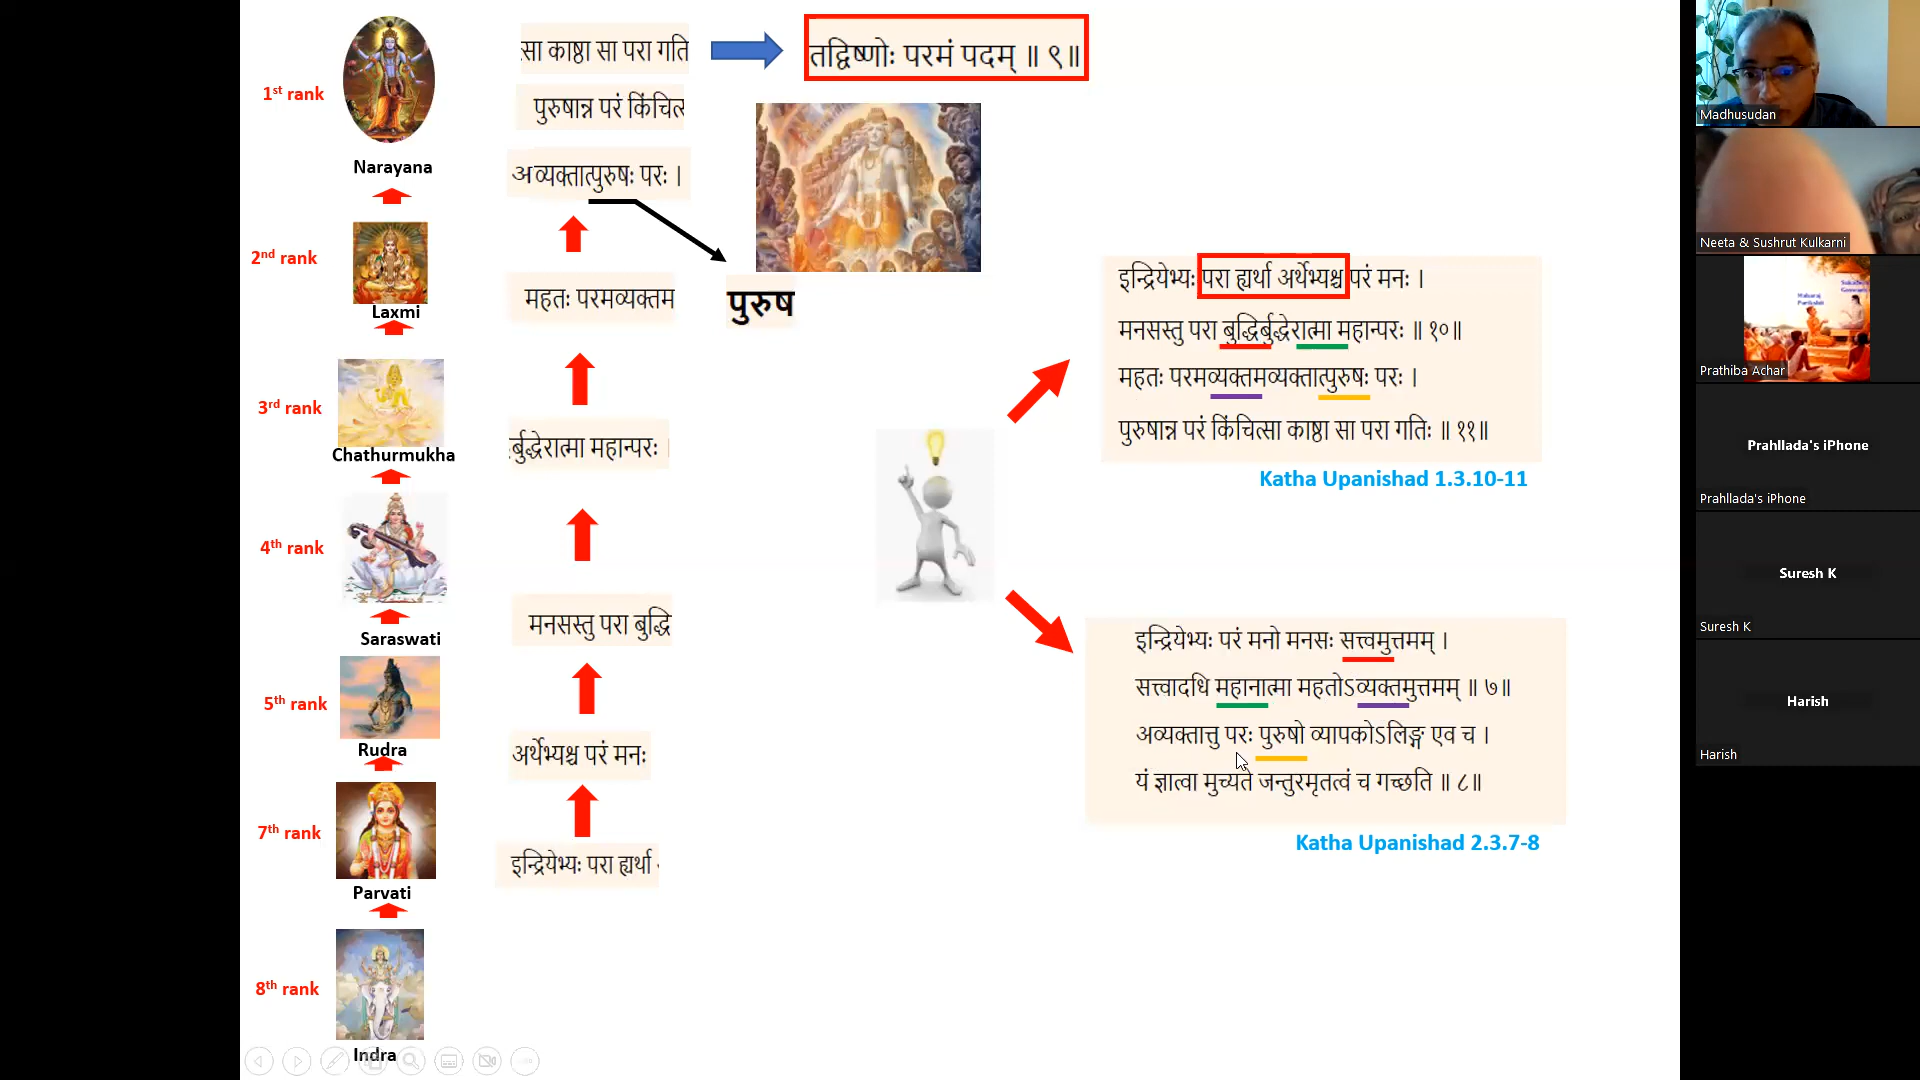 1st rank
Narayana
2nd rank
Laxmi
3rd rank
Chathurmukha
4th rank
Saraswati
5th rank
Rudra
7th rank
Parvati
8th rank
Indra
सा काष्ठा सा परा गति
पुरुषान्न परं किंचित्स
अव्यक्तात्पुरुषः परः ।
महतः परमव्यक्तम
र्बुद्धेरात्मा महान्परः ।
मनसस्तु परा बुद्धि
अर्थेभ्यश्च परं मनः
इन्द्रियेभ्यः परा ह्यर्था
तद्विष्णोः परमं पदम् ॥ ९॥
पुरुष
इन्द्रियेभ्यः परा ह्यर्था अर्थेभ्यश्च परं मनः ।
मनसस्तु परा बुद्धिर्बुद्धेरात्मा महान्परः ॥ १०॥
महतः परमव्यक्तमव्यक्तात्पुरुषः परः ।
पुरुषान्न परं किंचित्सा काष्ठा सा परा गतिः ॥ ११॥
Katha Upanishad 1.3.10-11
इन्द्रियेभ्यः परं मनो मनसः सत्त्वमुत्तमम् ।
सत्त्वादधि महानात्मा महतोऽव्यक्तमुत्तमम् ॥ ७॥
अव्यक्तात्तु परः पुरुषो व्यापकोऽलिङ्ग एव च ।
यं ज्ञात्वा मुच्यते जन्तुरमृतत्वं च गच्छति ॥ ८॥
Katha Upanishad 2.3.7-8
Madhusudan
Neeta & Sushrut Kulkarni
Maharaj
Parikshit
Prathiba Achar
Prahllada's iPhone
Prahllada's iPhone
Suresh K
Suresh K
Harish
Harish